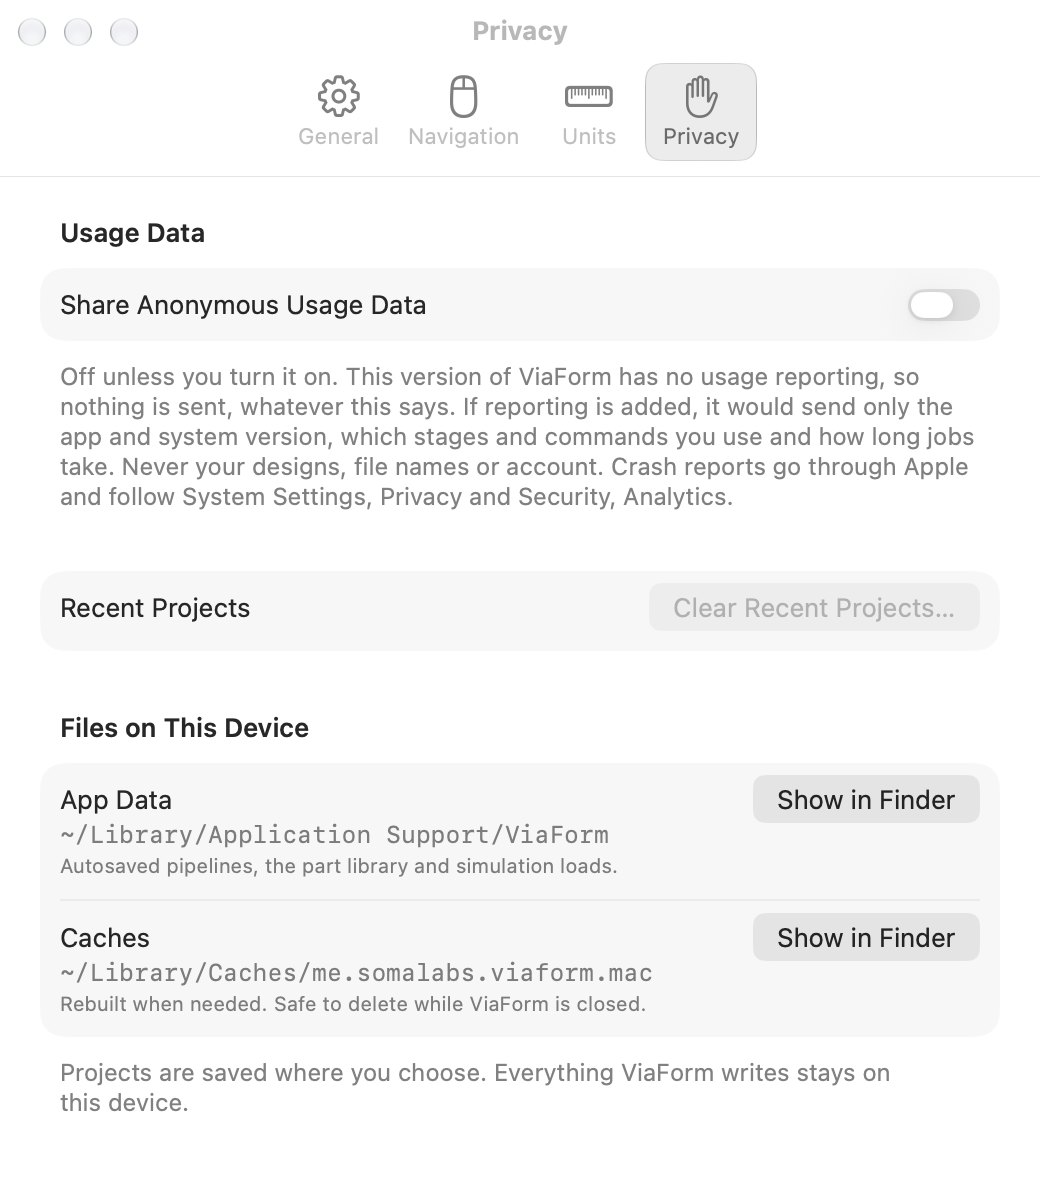 Privacy
General
Navigation
Units
Privacy
Usage Data
Share Anonymous Usage Data
Off unless you turn it on. This version of ViaForm has no usage reporting, so
nothing is sent, whatever this says. If reporting is added, it would send only the
app and system version, which stages and commands you use and how long jobs
take. Never your designs, file names or account. Crash reports go through Apple
and follow System Settings, Privacy and Security, Analytics.
Recent Projects
Clear Recent Projects...
Files on This Device
App Data
Show in Finder
~/Library/Application Support/ViaForm
Autosaved pipelines, the part library and simulation loads.
Caches
Show in Finder
~/Library/Caches/me.somalabs.viaform.mac
Rebuilt when needed. Safe to delete while ViaForm is closed.
Projects are saved where you choose. Everything ViaForm writes stays on
this device.